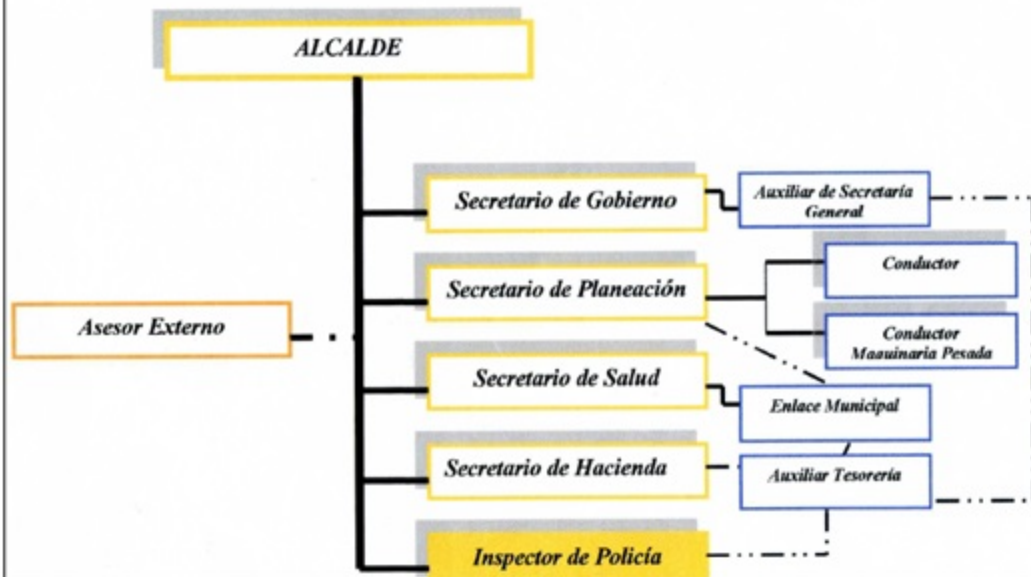 ALCALDE
Secretario de Gobierno
Auxiliar de Secretaría
General
Secretario de Planeación
Conductor
Asesor Externo
Conductor
Maquinaria Pesada
Secretario de Salud
Enlace Municipal
Secretario de Hacienda
Auxiliar Tesorería
Inspector de Policía